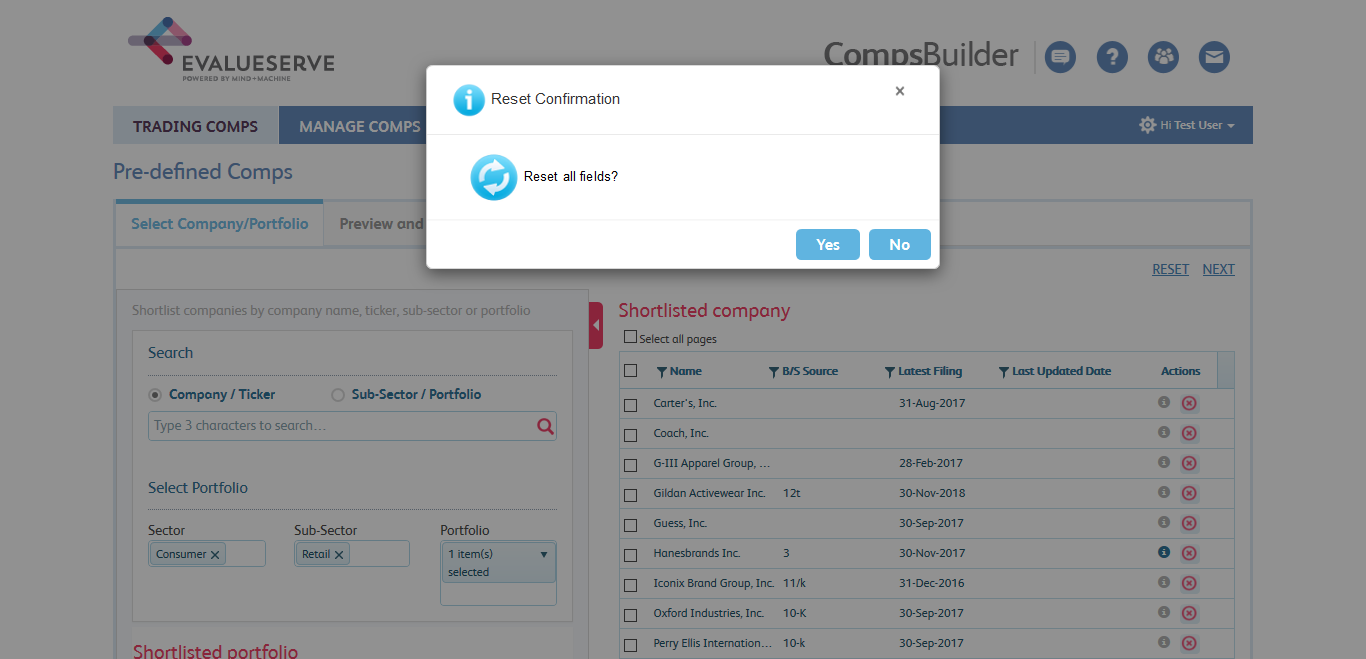 EVALUESERVE
POWERED BY MIND+MACHINE
CompsBuilder
TRADING COMPS
MANAGE COMPS
Hi Test User
Pre-defined Comps
Select Company/Portfolio
Preview and
Reset Confirmation
×
Reset all fields?
Yes
No
RESET
NEXT
Shortlist companies by company name, ticker, sub-sector or portfolio
Search
Company / Ticker
Sub-Sector / Portfolio
Type 3 characters to search...
Select Portfolio
Sector
Sub-Sector
Portfolio
Consumer ×
Retail ×
1 item(s)
selected
Shortlisted portfolio
Shortlisted company
Select all pages
Name B/S Source Latest Filing Last Updated Date Actions
Carter's, Inc. 31-Aug-2017
Coach, Inc.
G-III Apparel Group, ... 28-Feb-2017
Gildan Activewear Inc. 12t 30-Nov-2018
Guess, Inc. 30-Sep-2017
Hanesbrands Inc. 3 30-Nov-2017
Iconix Brand Group, Inc. 11/k 31-Dec-2016
Oxford Industries, Inc. 10-K 30-Sep-2017
Perry Ellis Internation... 10-k 30-Sep-2017